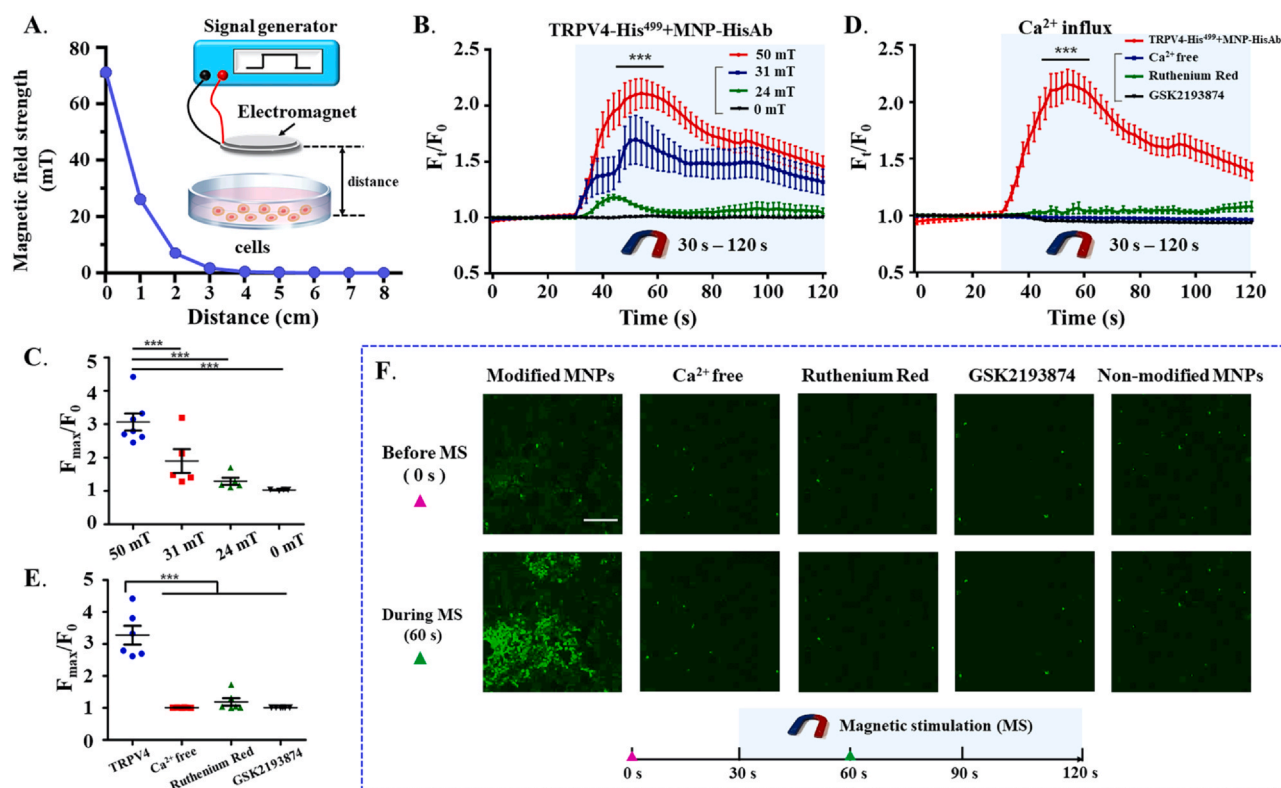 A.
Signal generator
Electromagnet
distance
cells
Magnetic field strength
(mT)
80
60
40
20
0
0 1 2 3 4 5 6 7 8
Distance (cm)
B.
TRPV4-His⁴⁹⁹+MNP-HisAb
***
50 mT
31 mT
24 mT
0 mT
Fₜ/F₀
2.5
2.0
1.5
1.0
0.5
30 s – 120 s
0 20 40 60 80 100 120
Time (s)
D.
Ca²⁺ influx
***
TRPV4-His⁴⁹⁹+MNP-HisAb
Ca²⁺ free
Ruthenium Red
GSK2193874
Fₜ/F₀
2.5
2.0
1.5
1.0
0.5
30 s – 120 s
0 20 40 60 80 100 120
Time (s)
C.
***
***
***
Fmax/F₀
5
4
3
2
1
0
50 mT 31 mT 24 mT 0 mT
E.
***
Fmax/F₀
5
4
3
2
1
0
TRPV4 Ca²⁺ free Ruthenium Red GSK2193874
F.
Modified MNPs Ca²⁺ free Ruthenium Red GSK2193874 Non-modified MNPs
Before MS
( 0 s )
During MS
(60 s)
Magnetic stimulation (MS)
0 s 30s 60 s 90 s 120 s